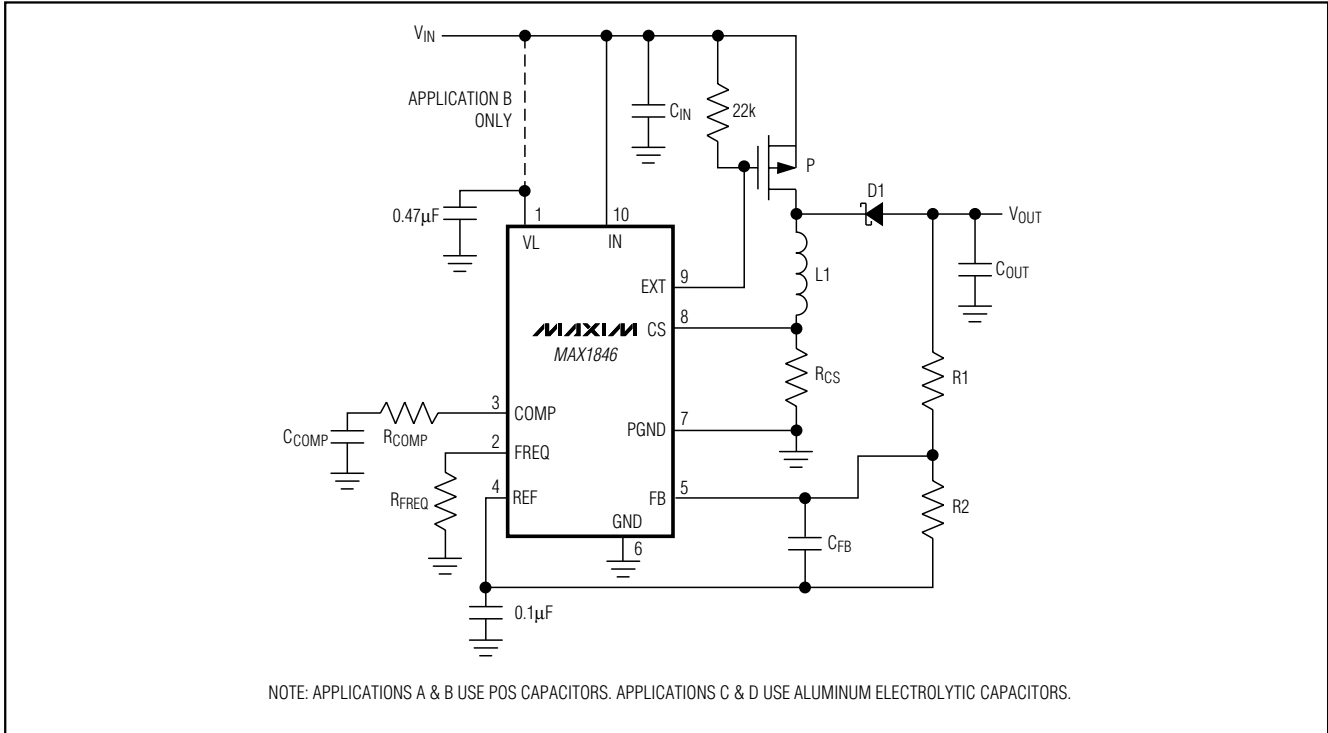 VIN
APPLICATION B
ONLY
CIN
22k
P
D1
VOUT
0.47μF
1
10
VL
IN
COUT
L1
EXT
9
MAXIM
CS
8
MAX1846
RCS
R1
3
COMP
PGND
7
CCOMP
RCOMP
2
FREQ
4
REF
FB
5
RFREQ
R2
GND
6
CFB
0.1μF
NOTE: APPLICATIONS A & B USE POS CAPACITORS. APPLICATIONS C & D USE ALUMINUM ELECTROLYTIC CAPACITORS.